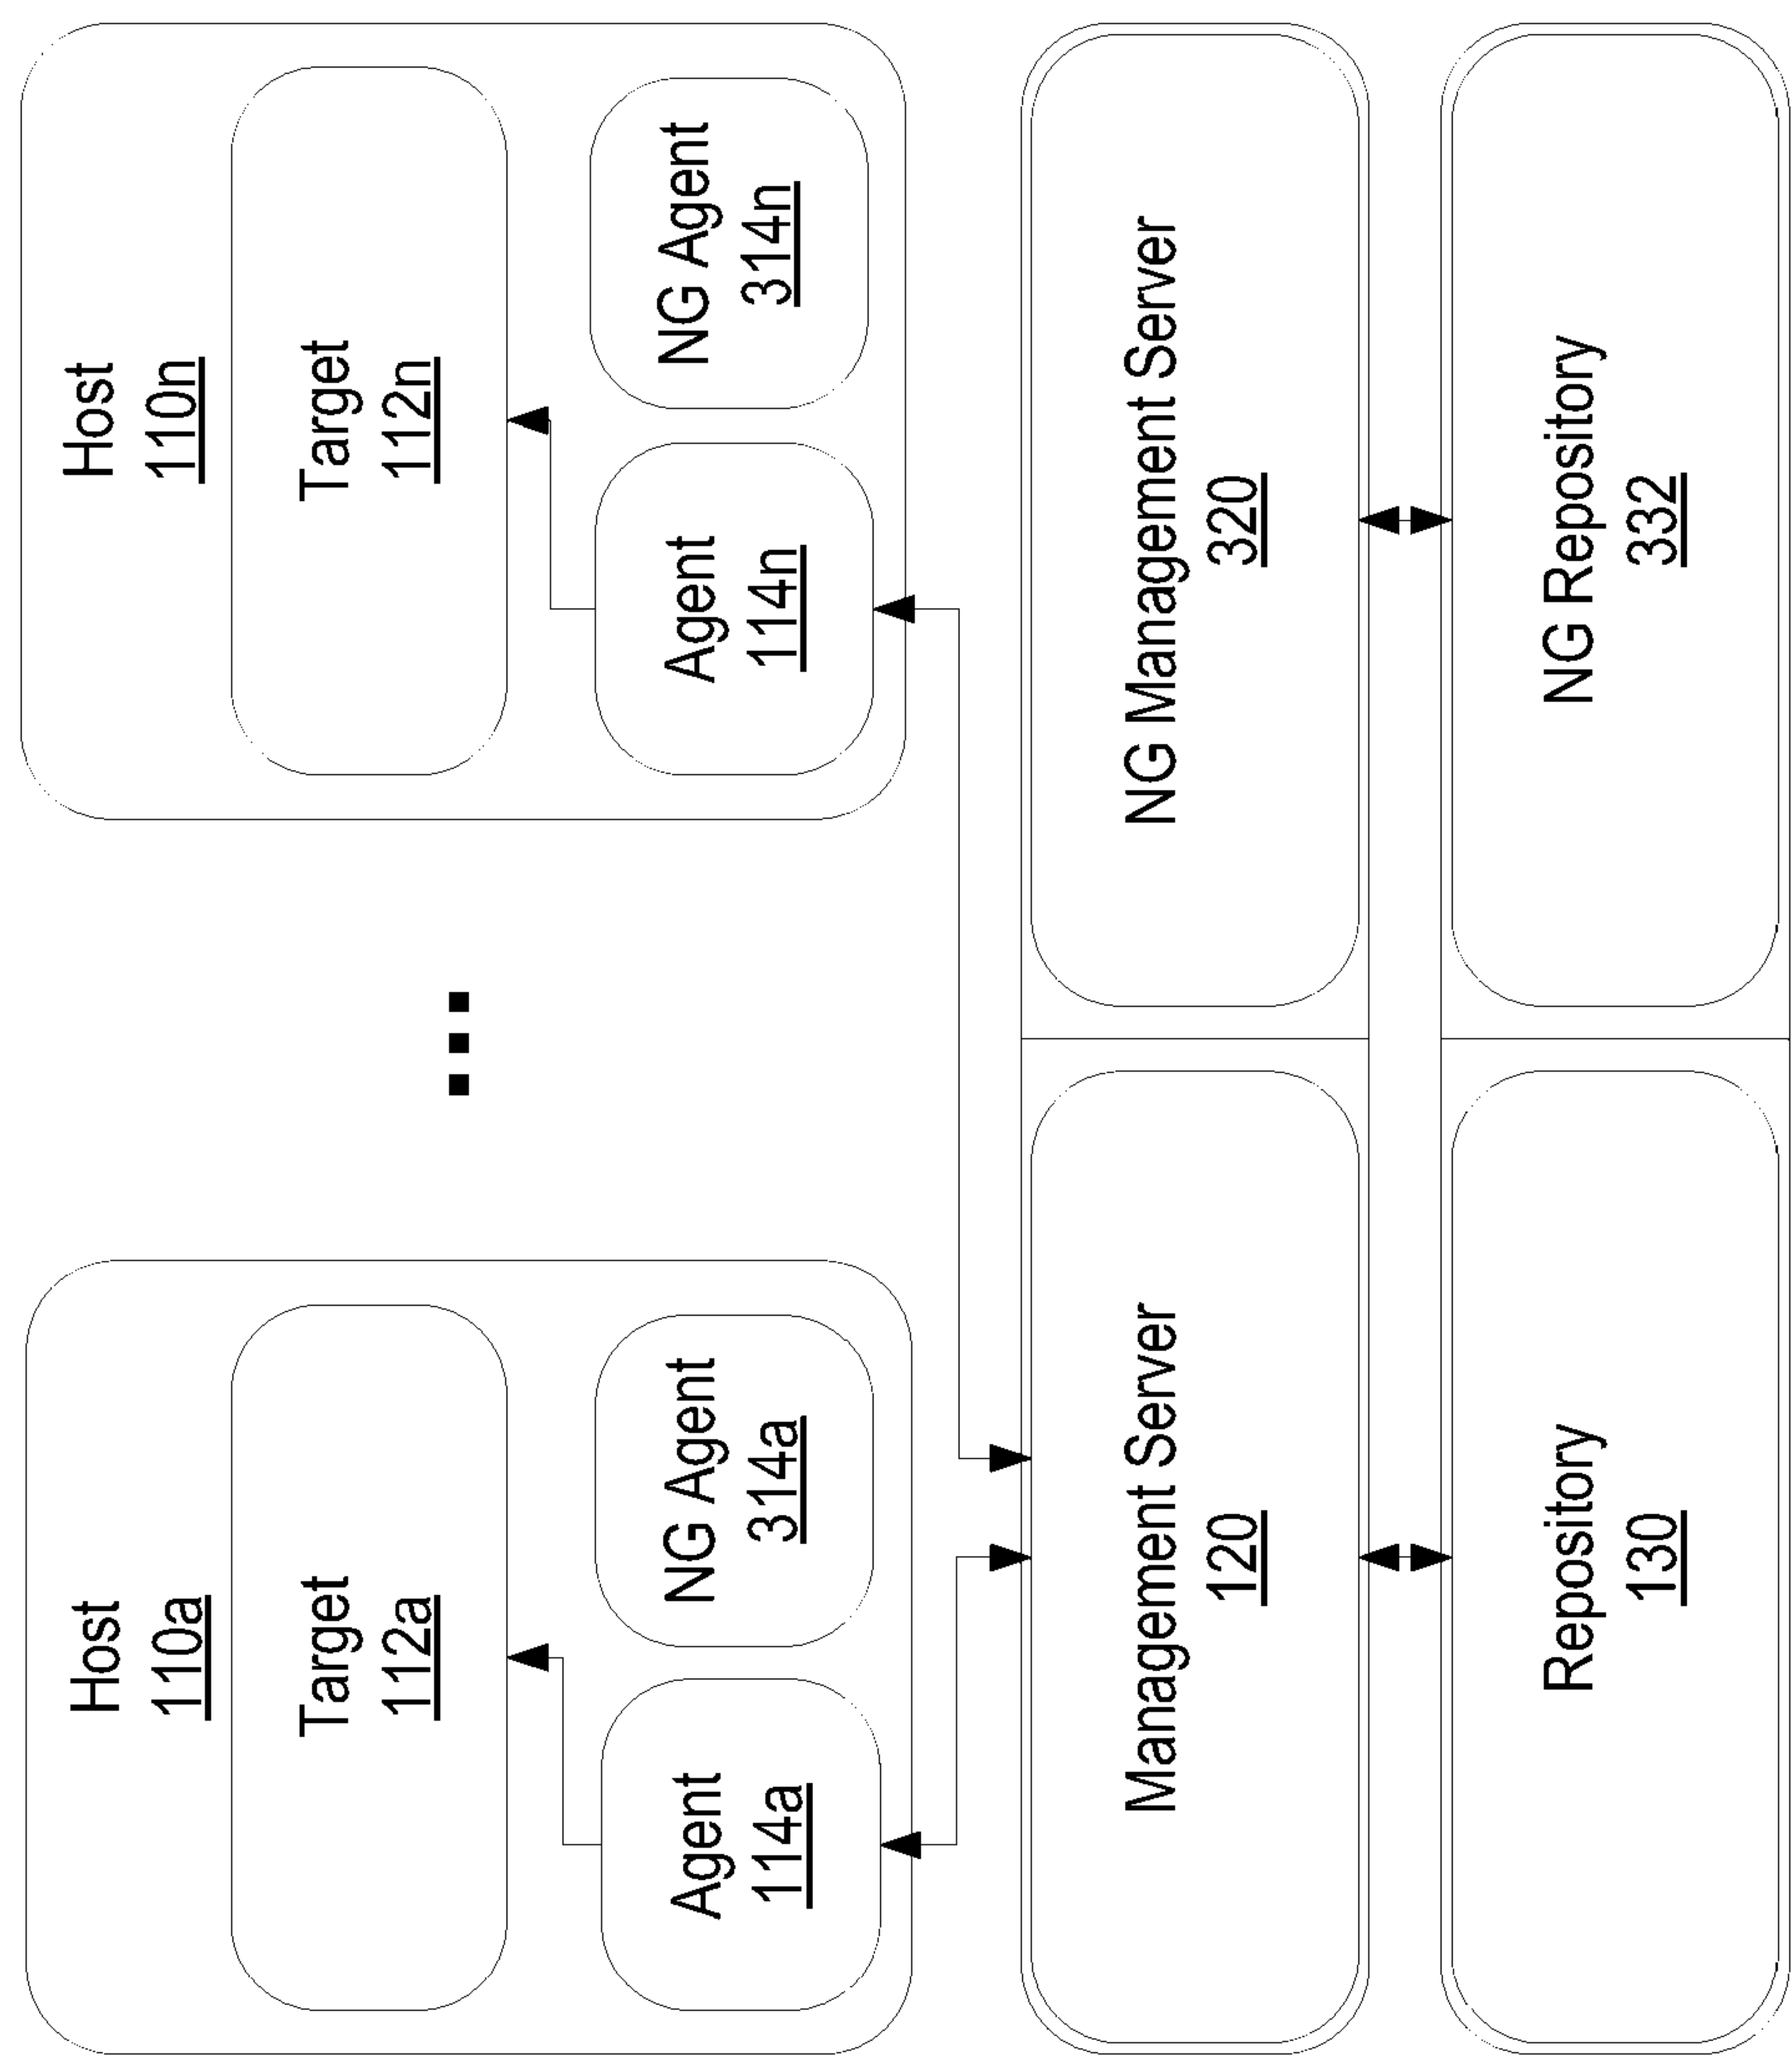 Host
110a
Target
112a
Agent
114a
NG Agent
314a
...
Host
110n
Target
112n
Agent
114n
NG Agent
314n
Management Server
120
NG Management Server
320
Repository
130
NG Repository
332